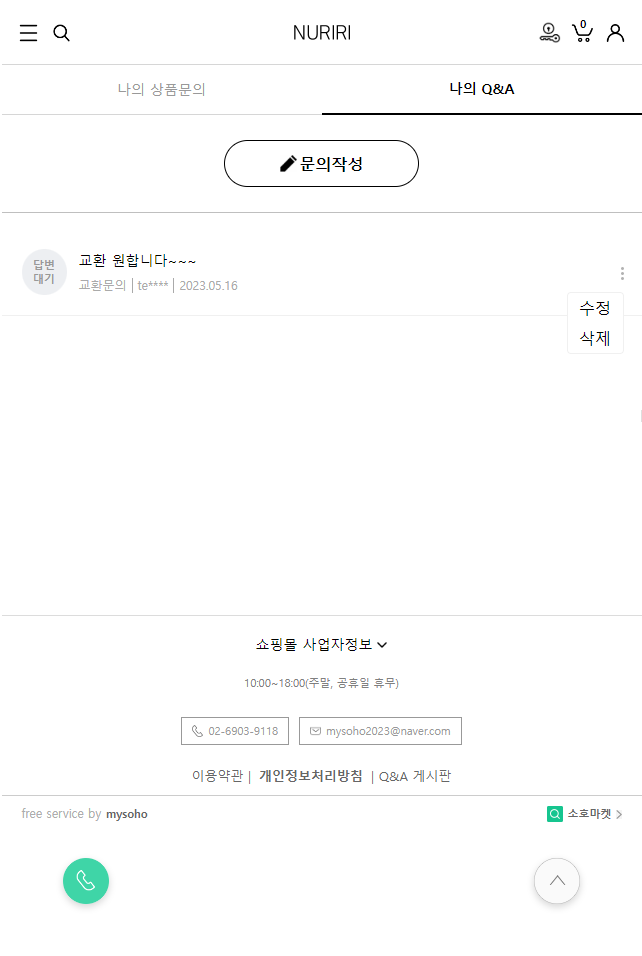 NURIRI
0
나의 상품문의
나의 Q&A
문의작성
답변
대기
교환 원합니다~~~
교환문의 | te**** | 2023.05.16
수정
삭제
쇼핑몰 사업자정보
10:00~18:00(주말, 공휴일 휴무)
02-6903-9118
mysoho2023@naver.com
이용약관 | 개인정보처리방침 | Q&A 게시판
free service by mysoho
소호마켓